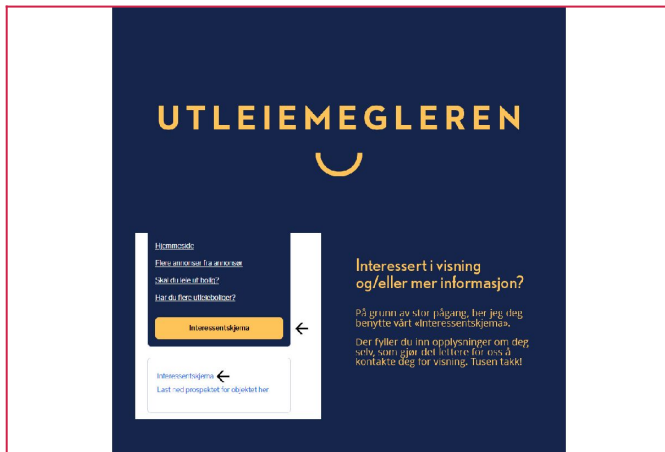 UTLEIEMEGLEREN
Hjemmeside
Flere annonser fra annonsør
Skal du leie ut bolig?
Har du flere utleieboliger?
Interessentskjema
Interessentskjema
Last ned prospektet for objektet her
Interessert i visning
og/eller mer informasjon?
På grunn av stor pågang, ber jeg deg
benytte vårt «Interessentskjema».
Der fyller du inn opplysninger om deg
selv, som gjør det lettere for oss å
kontakte deg for visning. Tusen takk!